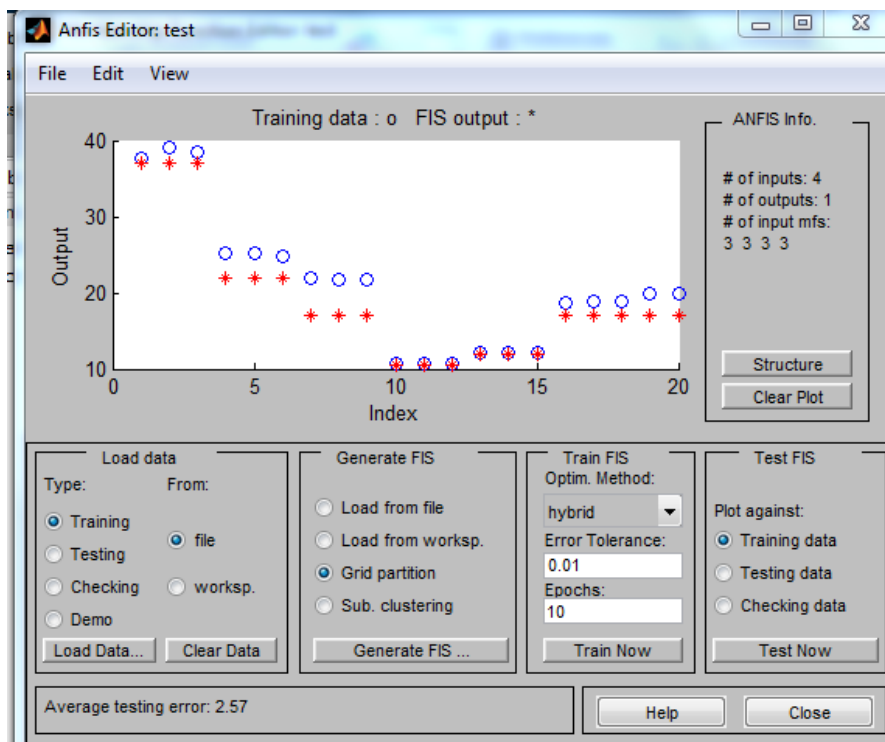 Anfis Editor: test
File Edit View
Training data : o FIS output : *
40
30
20
10
Output
0 5 10 15 20
Index
ANFIS Info.
# of inputs: 4
# of outputs: 1
# of input mfs:
3 3 3 3
Structure
Clear Plot
Load data
Type: From:
Training
file
Testing
Checking
worksp.
Demo
Load Data... Clear Data
Generate FIS
Load from file
Load from worksp.
Grid partition
Sub. clustering
Generate FIS ...
Train FIS
Optim. Method:
hybrid
Error Tolerance:
0.01
Epochs:
10
Train Now
Test FIS
Plot against:
Training data
Testing data
Checking data
Test Now
Average testing error: 2.57
Help Close